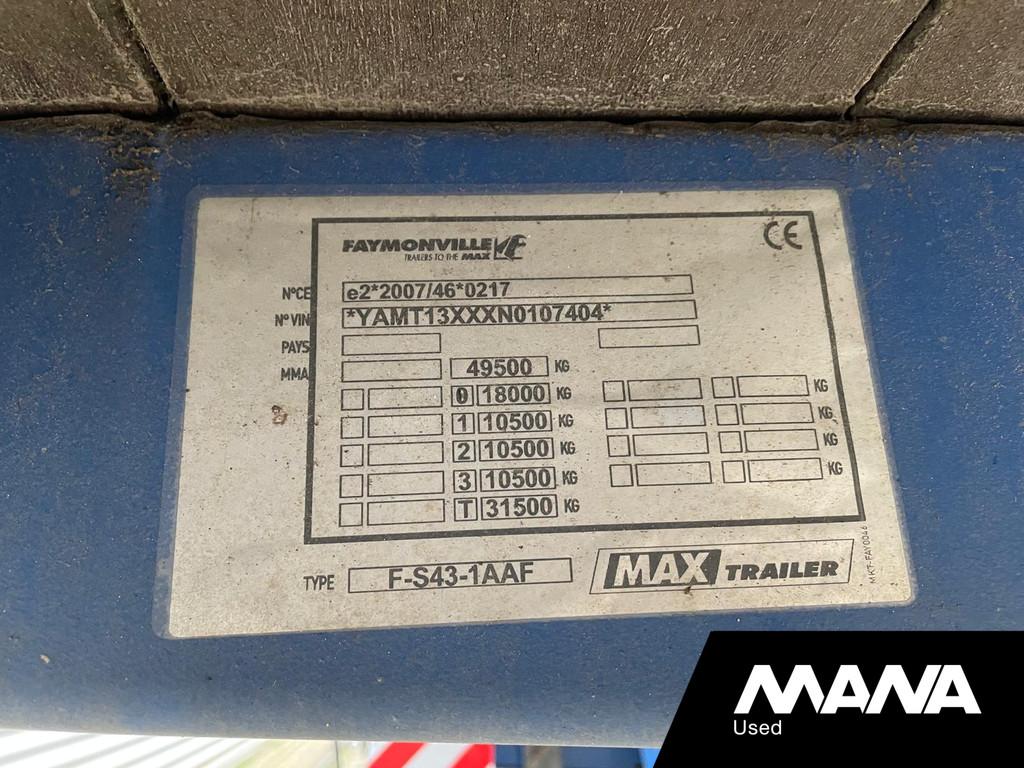 FAYMONVILLE
TRAILERS TO THE MAX
CE
N°CE e2*2007/46*0217
N° VIN *YAMT13XXXN0107404*
PAYS
MMA 49500 KG
0 18000 KG KG
1 10500 KG KG
2 10500 KG KG
3 10500 KG KG
T 31500 KG
TYPE F-S43-1AAF
MAX TRAILER
MKT-FAY0046
MANA
Used